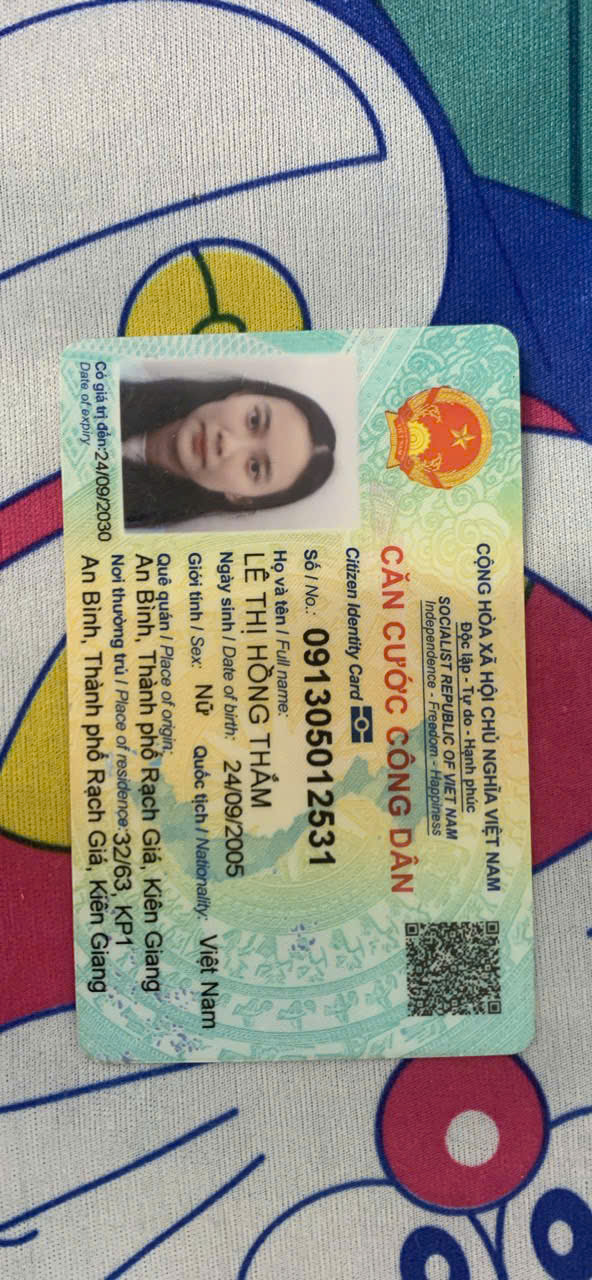 CỘNG HÒA XÃ HỘI CHỦ NGHĨA VIỆT NAM
Độc lập - Tự do - Hạnh phúc
SOCIALIST REPUBLIC OF VIET NAM
Independence - Freedom - Happiness
CĂN CƯỚC CÔNG DÂN
Citizen Identity Card
Số / No.: 091305012531
Họ và tên / Full name:
LÊ THỊ HỒNG THẮM
Ngày sinh / Date of birth: 24/09/2005
Giới tính / Sex: Nữ Quốc tịch / Nationality: Việt Nam
Quê quán / Place of origin:
An Bình, Thành phố Rạch Giá, Kiên Giang
Nơi thường trú / Place of residence: 32/63, KP1
An Bình, Thành phố Rạch Giá, Kiên Giang
Có giá trị đến: 24/09/2030
Date of expiry